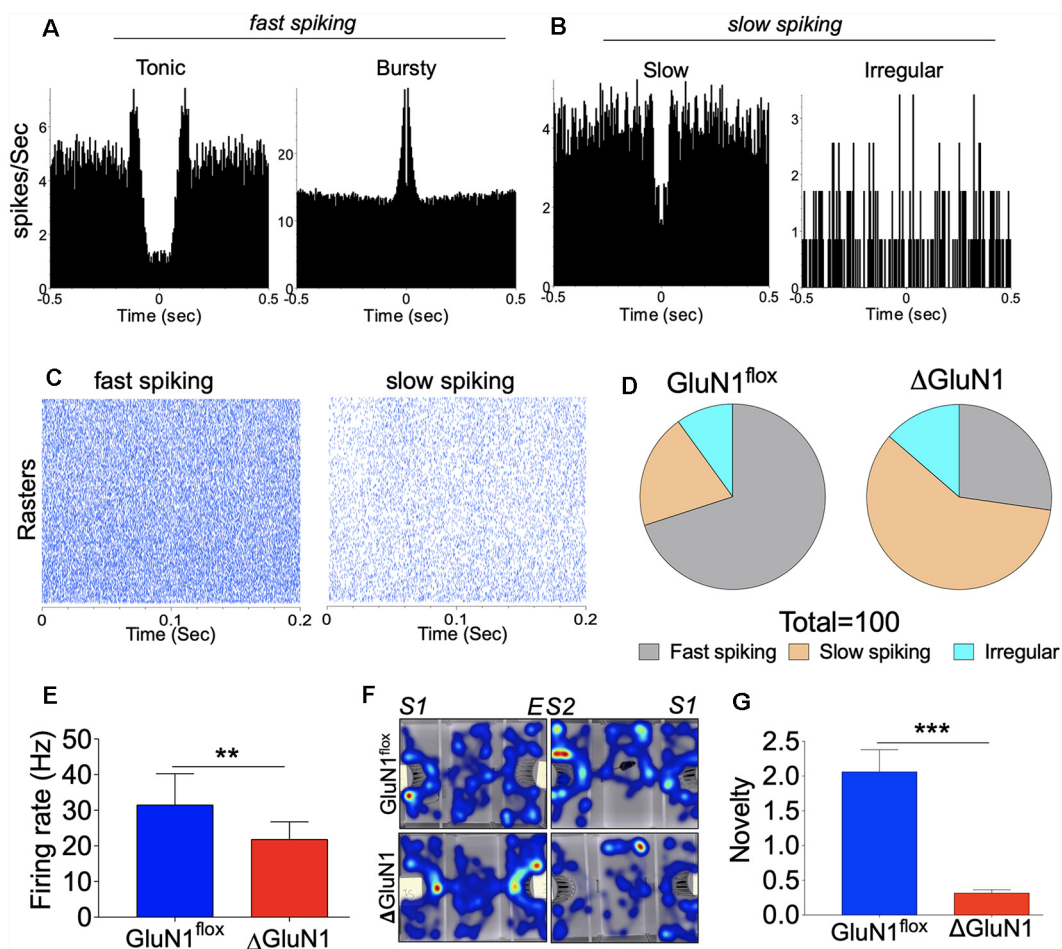 A
fast spiking
B
slow spiking
Tonic
Bursty
Slow
Irregular
spikes/Sec
6
4
2
0
-0.5
0
0.5
Time (sec)
20
10
0
-0.5
0
0.5
Time (sec)
4
2
0
-0.5
0
0.5
Time (sec)
3
2
1
0
-0.5
0
0.5
Time (sec)
C
fast spiking
slow spiking
Rasters
0
0.1
0.2
Time (Sec)
0
0.1
0.2
Time (Sec)
D
GluN1flox
ΔGluN1
Total=100
Fast spiking
Slow spiking
Irregular
E
Firing rate (Hz)
50
40
30
20
10
0
**
GluN1flox
ΔGluN1
F
S1
E
S2
S1
GluN1flox
ΔGluN1
G
Novelty
2.5
2.0
1.5
1.0
0.5
0.0
***
GluN1flox
ΔGluN1